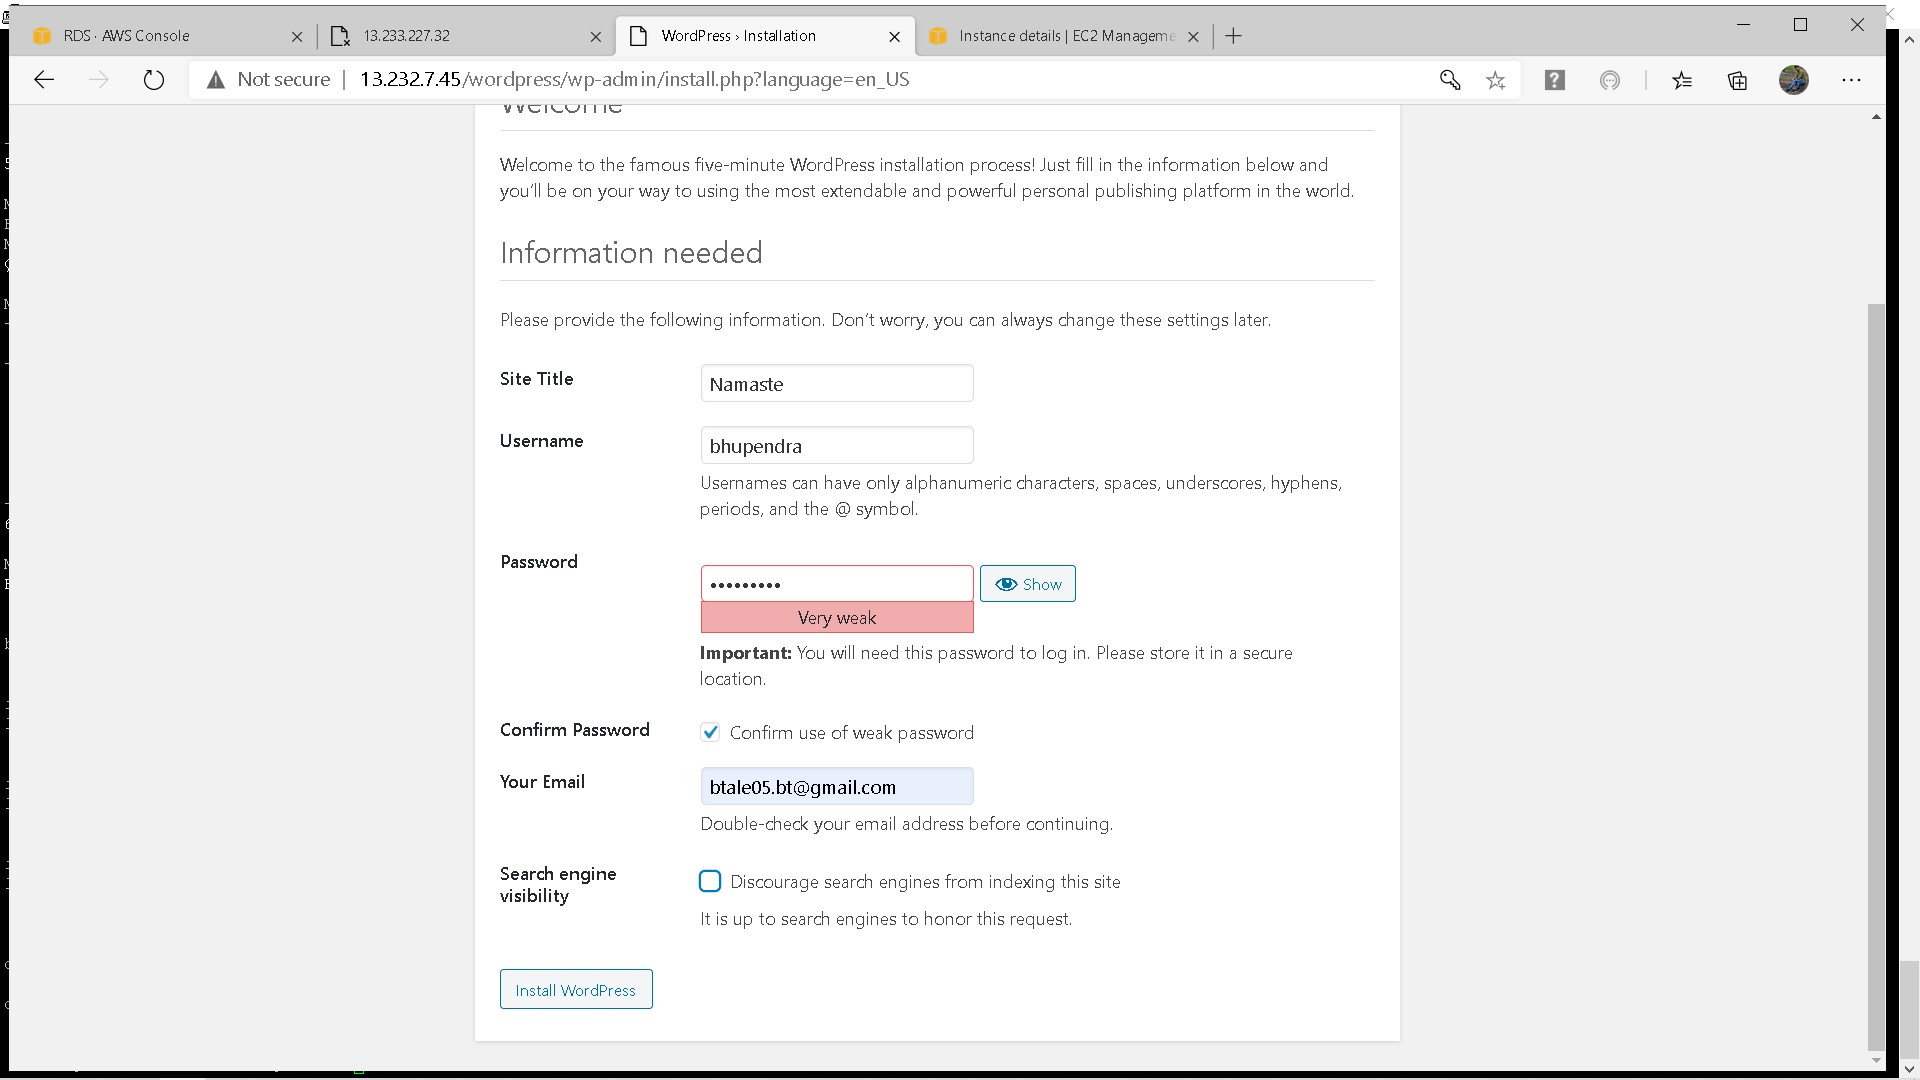 RDS · AWS Console
13.233.227.32
WordPress › Installation
Instance details | EC2 Manageme
Not secure
13.232.7.45/wordpress/wp-admin/install.php?language=en_US
Welcome
Welcome to the famous five-minute WordPress installation process! Just fill in the information below and
you’ll be on your way to using the most extendable and powerful personal publishing platform in the world.
Information needed
Please provide the following information. Don’t worry, you can always change these settings later.
Site Title
Namaste
Username
bhupendra
Usernames can have only alphanumeric characters, spaces, underscores, hyphens,
periods, and the @ symbol.
Password
•••••••••
Show
Very weak
Important: You will need this password to log in. Please store it in a secure
location.
Confirm Password
Confirm use of weak password
Your Email
btale05.bt@gmail.com
Double-check your email address before continuing.
Search engine
visibility
Discourage search engines from indexing this site
It is up to search engines to honor this request.
Install WordPress